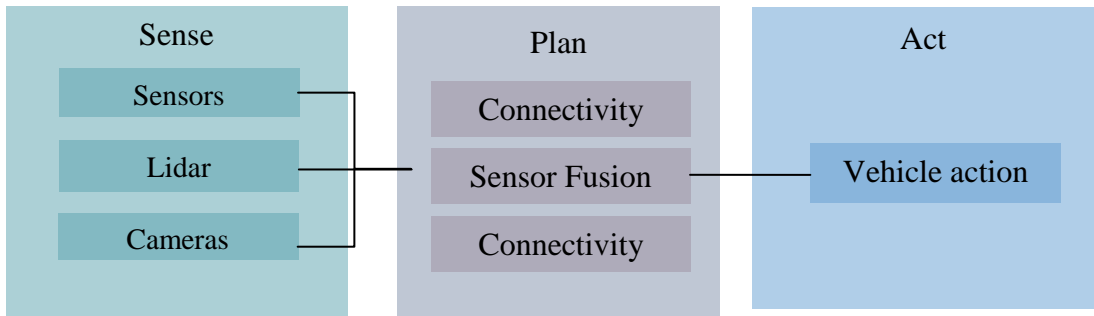 Sense
Sensors
Lidar
Cameras
Plan
Connectivity
Sensor Fusion
Connectivity
Act
Vehicle action